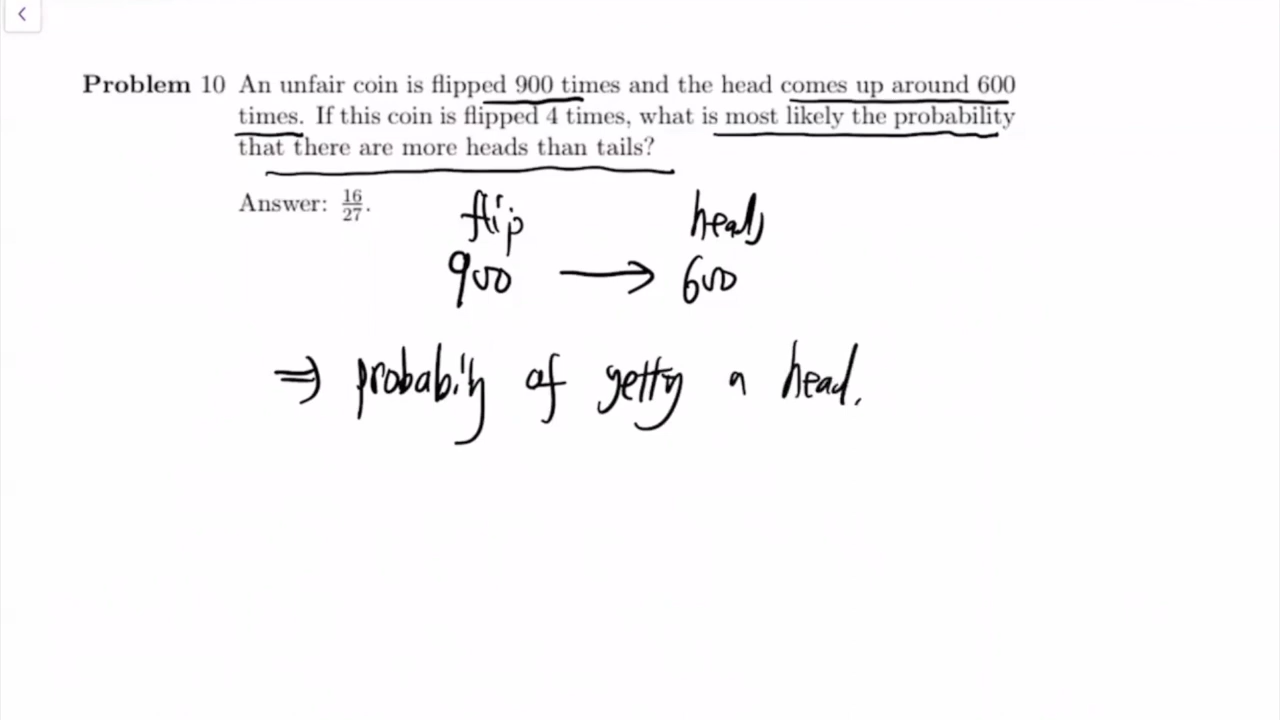 Problem 10 An unfair coin is flipped 900 times and the head comes up around 600
times. If this coin is flipped 4 times, what is most likely the probability
that there are more heads than tails?
Answer: 16/27.
flip heads
900 → 600
⇒ probability of getting a head.